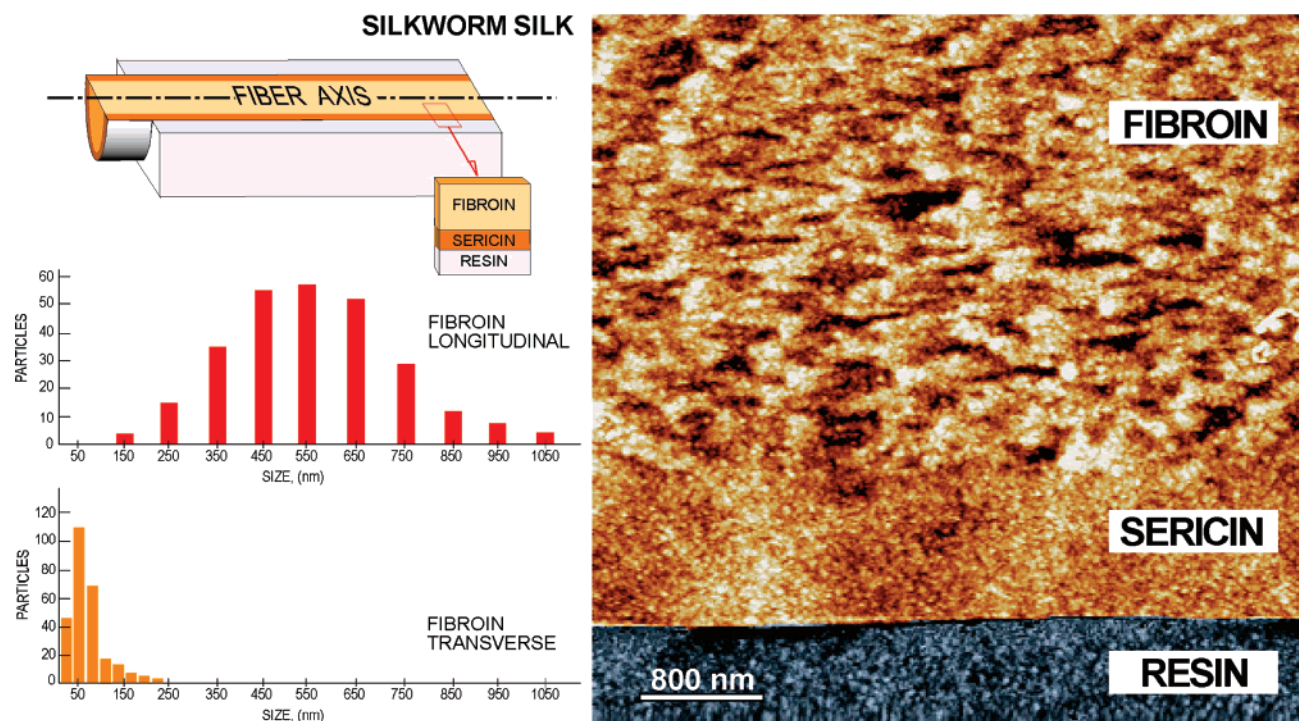 SILKWORM SILK
FIBER AXIS
FIBROIN
SERICIN
RESIN
60
50
40
30
20
10
0
PARTICLES
FIBROIN
LONGITUDINAL
50 150 250 350 450 550 650 750 850 950 1050
SIZE, (nm)
120
100
80
60
40
20
0
PARTICLES
FIBROIN
TRANSVERSE
50 150 250 350 450 550 650 750 850 950 1050
SIZE, (nm)
FIBROIN
SERICIN
RESIN
800 nm